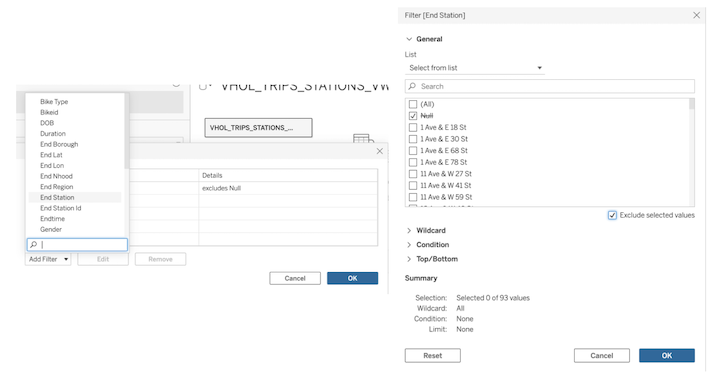 VHOL_TRIPS_STATIONS_VW
VHOL_TRIPS_STATIONS_...
Bike Type
Bikeid
DOB
Duration
End Borough
End Lat
End Lon
End Nhood
End Region
End Station
End Station Id
Endtime
Gender
Details
excludes Null
Add Filter
Edit
Remove
Cancel
OK
Filter [End Station]
General
List
Select from list
Search
(All)
Null
1 Ave & E 18 St
1 Ave & E 30 St
1 Ave & E 68 St
1 Ave & E 78 St
11 Ave & W 27 St
11 Ave & W 41 St
11 Ave & W 59 St
Exclude selected values
Wildcard
Condition
Top/Bottom
Summary
Selection: Selected 0 of 93 values
Wildcard: All
Condition: None
Limit: None
Reset
Cancel
OK